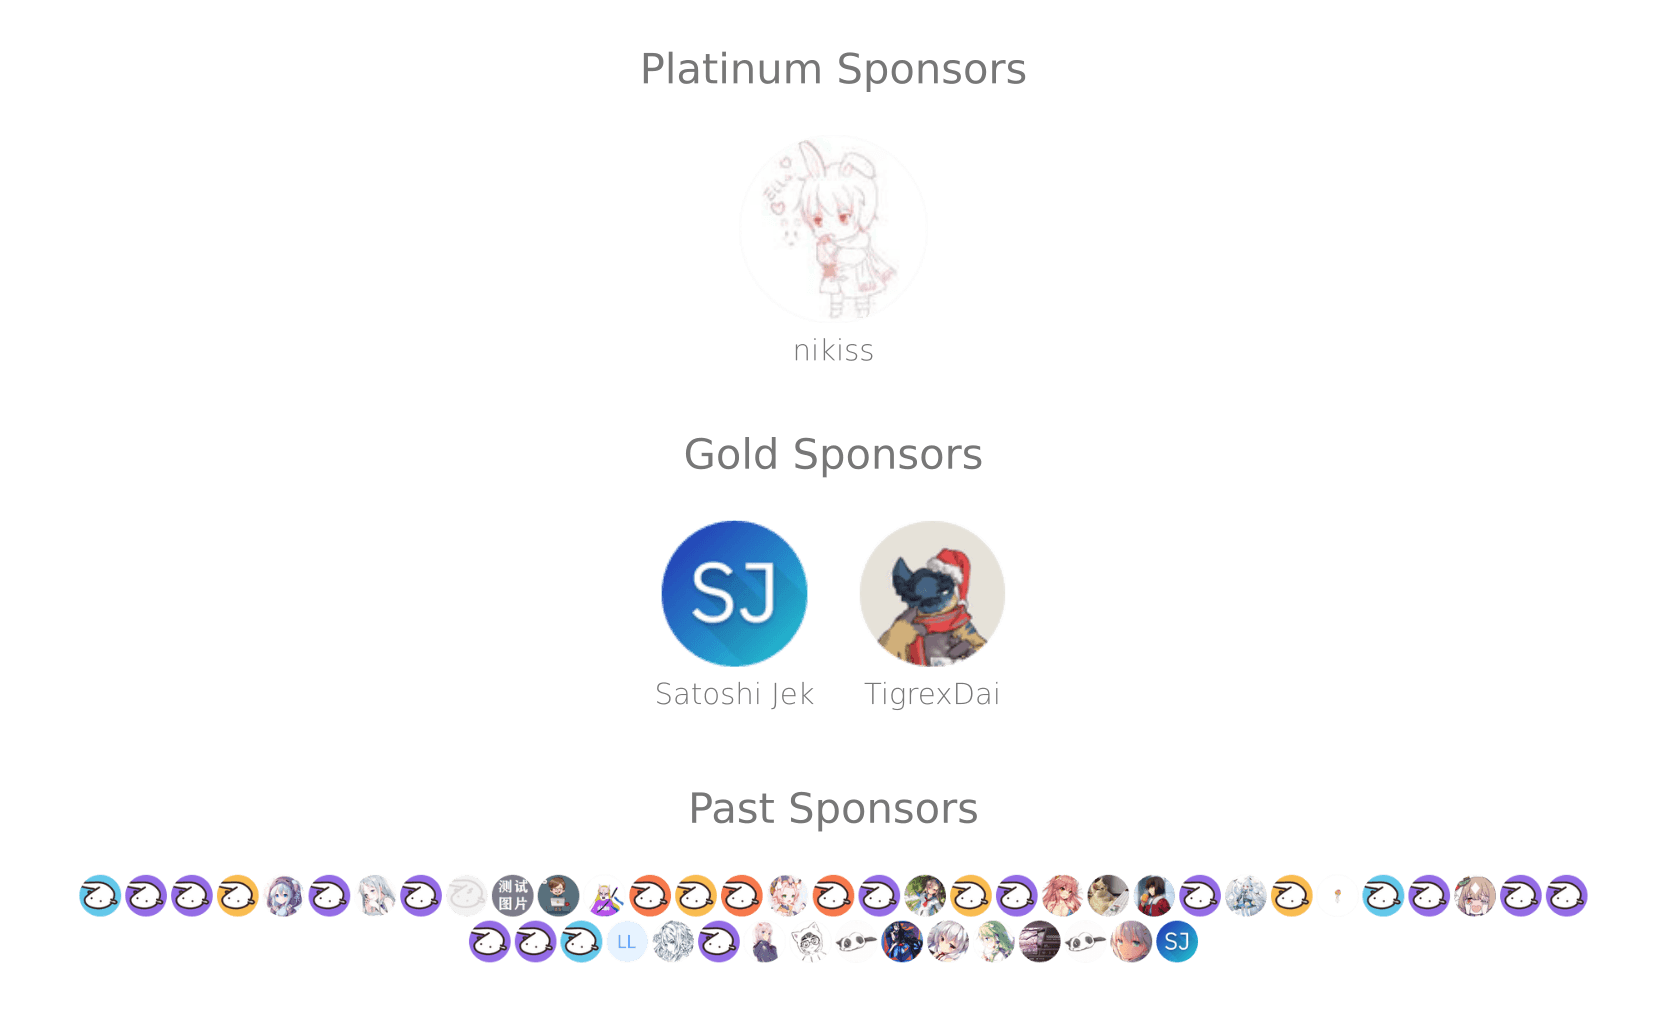 Platinum Sponsors
nikiss
Gold Sponsors
SJ
Satoshi Jek
TigrexDai
Past Sponsors
测试
图片
LL
SJ